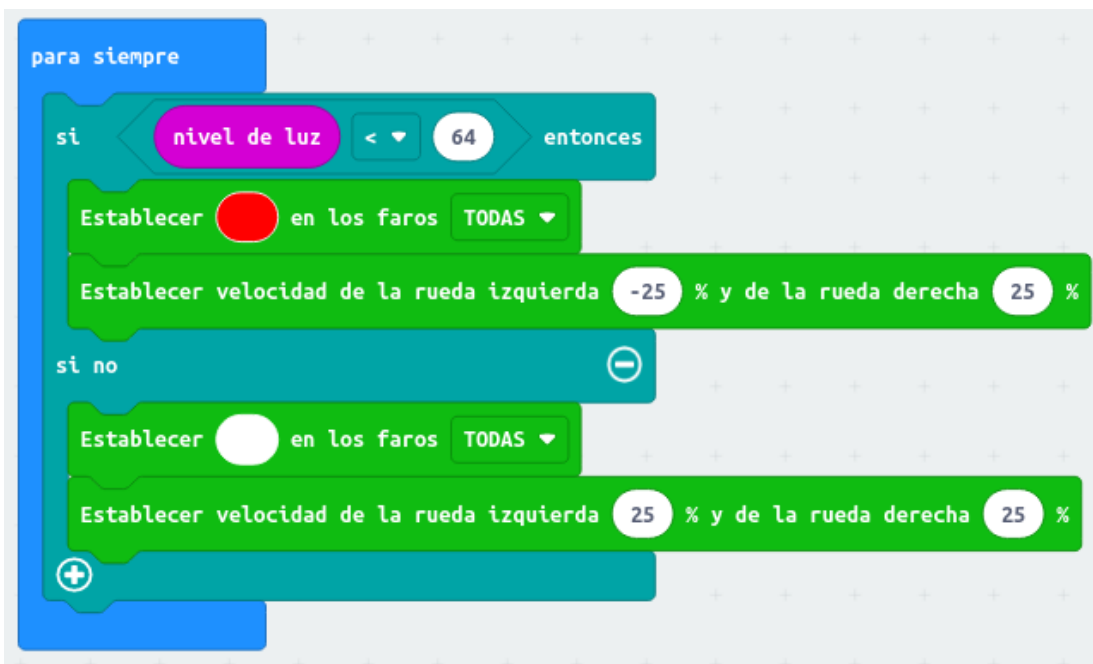 para siempre
si nivel de luz < 64 entonces
Establecer en los faros TODAS
Establecer velocidad de la rueda izquierda -25 % y de la rueda derecha 25 %
si no
Establecer en los faros TODAS
Establecer velocidad de la rueda izquierda 25 % y de la rueda derecha 25 %